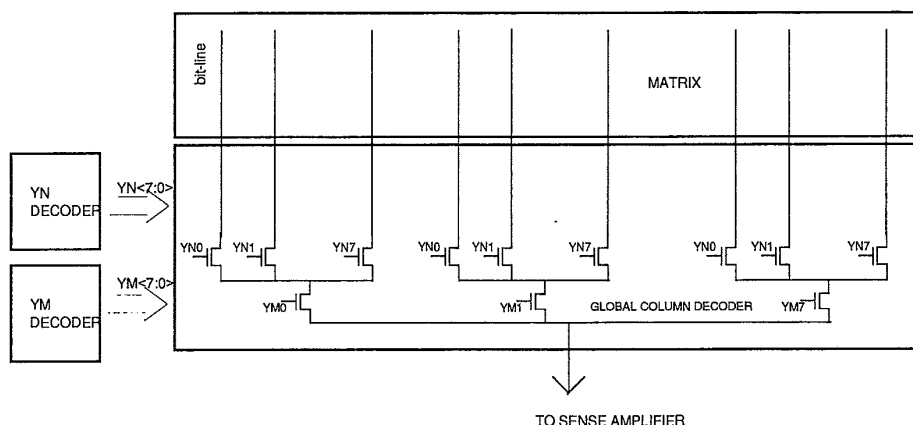 bit-line
MATRIX
YN
DECODER
YN<7:0>
YM
DECODER
YM<7:0>
YN0
YN1
YN7
YN0
YN1
YN7
YN0
YN1
YN7
YM0
YM1
GLOBAL COLUMN DECODER
YM7
TO SENSE AMPLIFIER